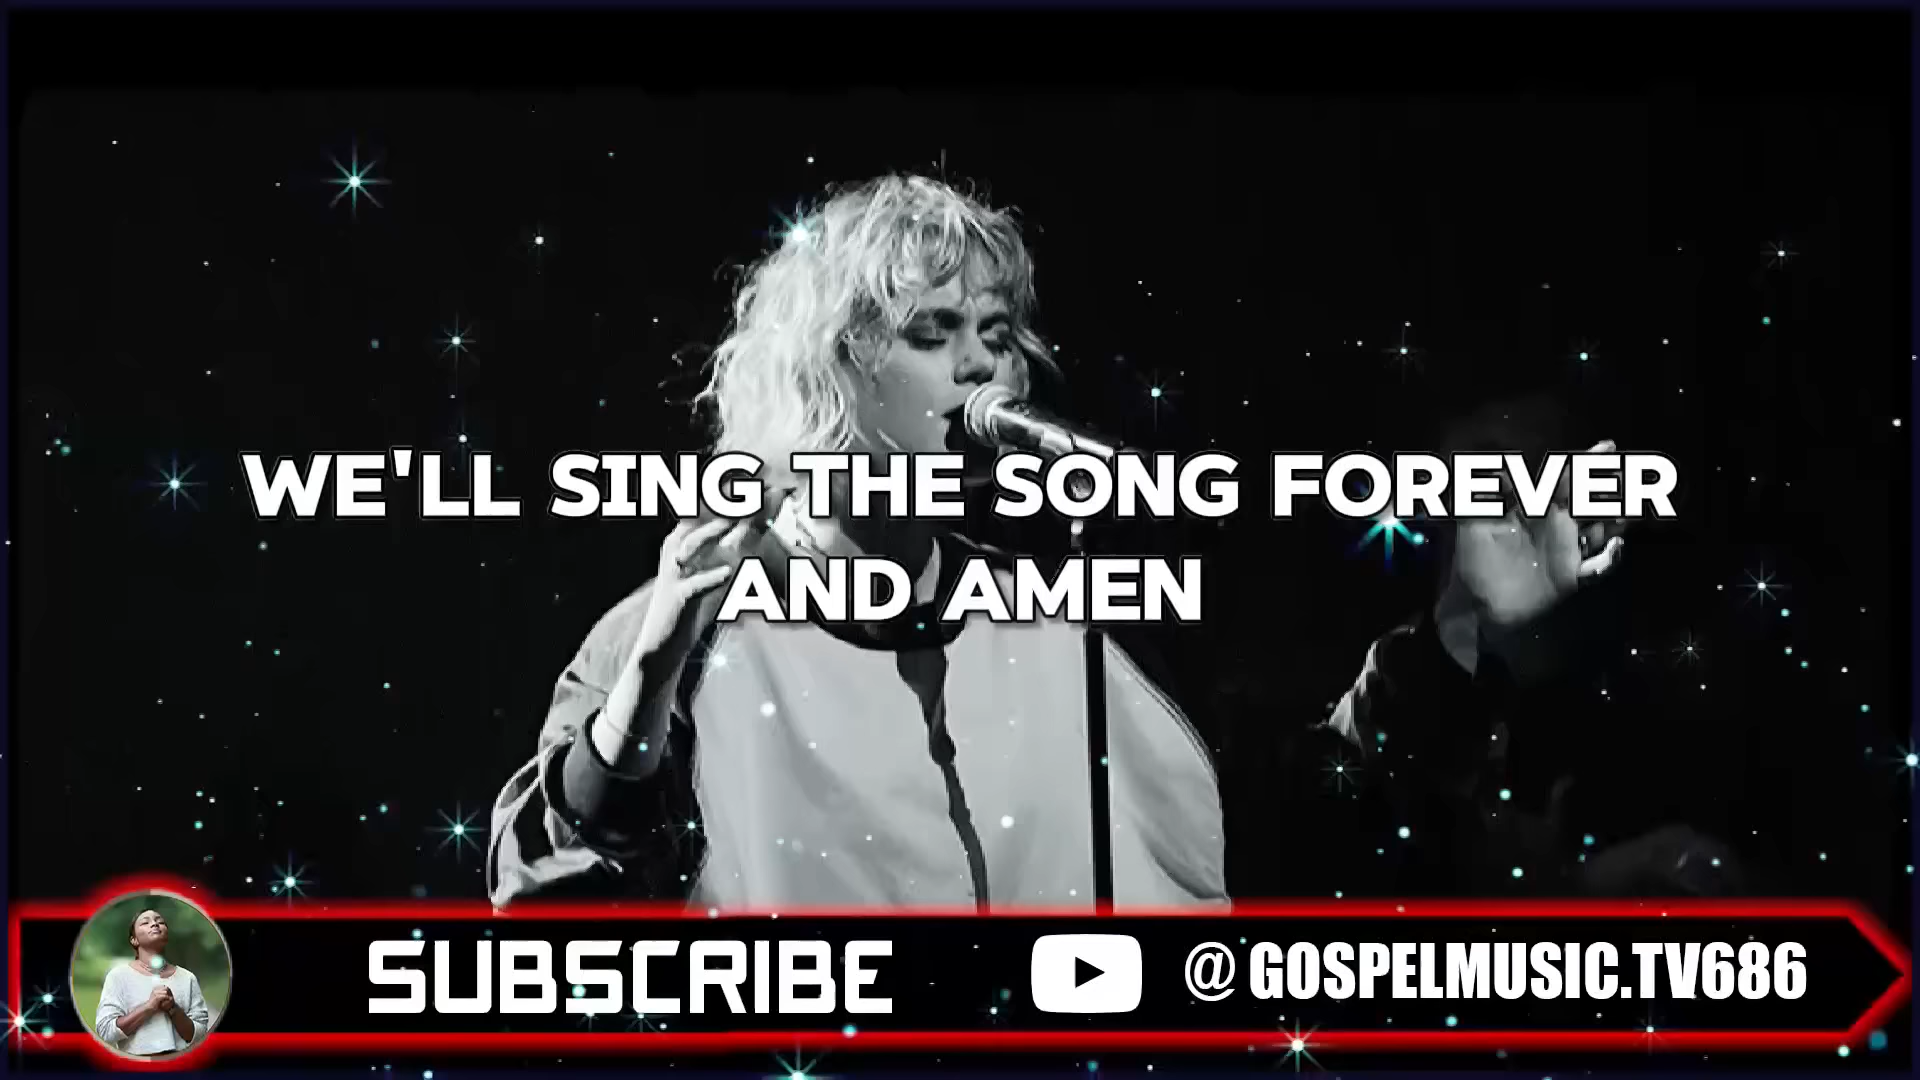 WE'LL SING THE SONG FOREVER
AND AMEN
SUBSCRIBE
@GOSPELMUSIC.TV686